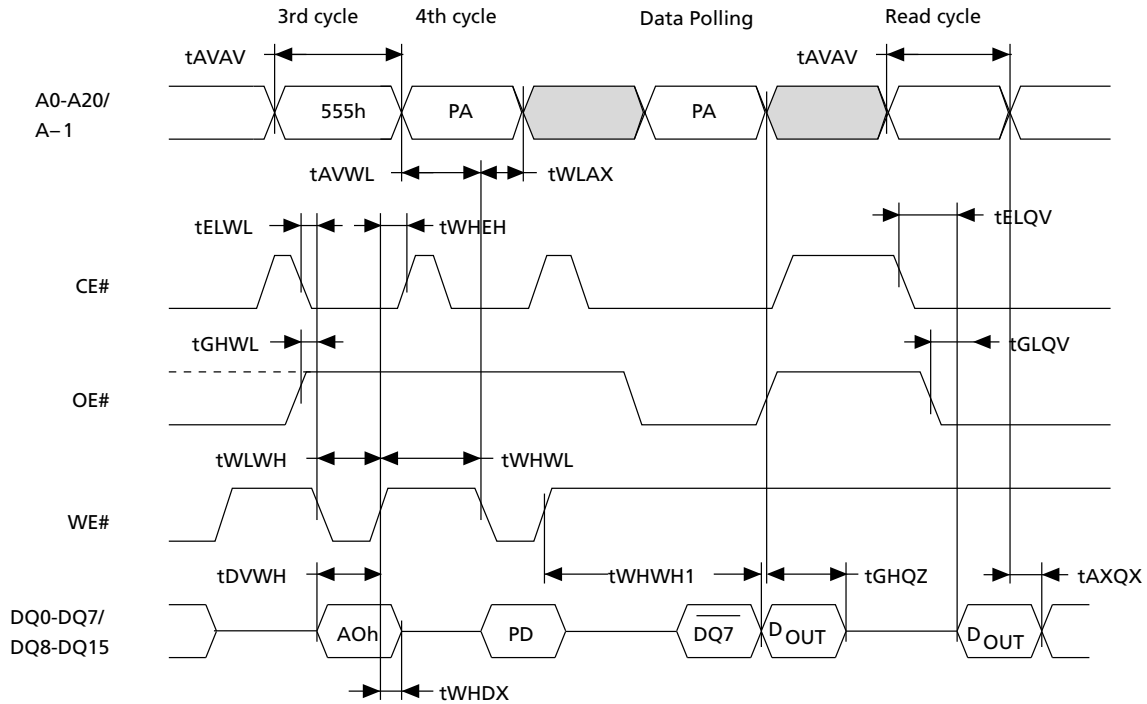 3rd cycle 4th cycle Data Polling Read cycle
tAVAV tAVAV
A0-A20/
A–1
555h PA PA
tAVWL tWLAX
tELWL tWHEH tELQV
CE#
tGHWL tGLQV
OE#
tWLWH tWHWL
WE#
tDVWH tWHWH1 tGHQZ tAXQX
DQ0-DQ7/
DQ8-DQ15
AOh PD DQ7 DOUT DOUT
tWHDX